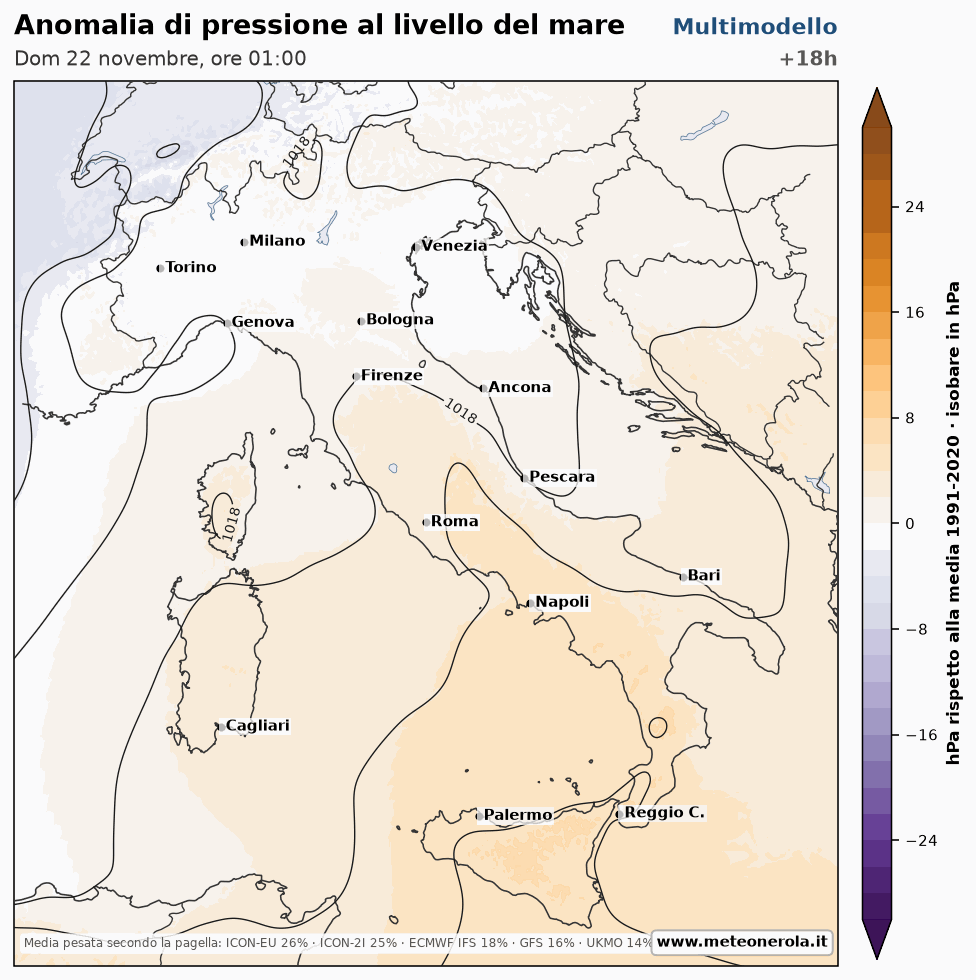 Anomalia di pressione al livello del mare
Multimodello
Dom 22 novembre, ore 01:00
+18h
1018
Milano
Venezia
Torino
Genova
Bologna
Firenze
Ancona
1018
Pescara
1018
Roma
Bari
Napoli
Cagliari
Palermo
Reggio C.
24
16
8
0
−8
−16
−24
hPa rispetto alla media 1991-2020 · isobare in hPa
Media pesata secondo la pagella: ICON-EU 26% · ICON-2I 25% · ECMWF IFS 18% · GFS 16% · UKMO 14%
www.meteonerola.it